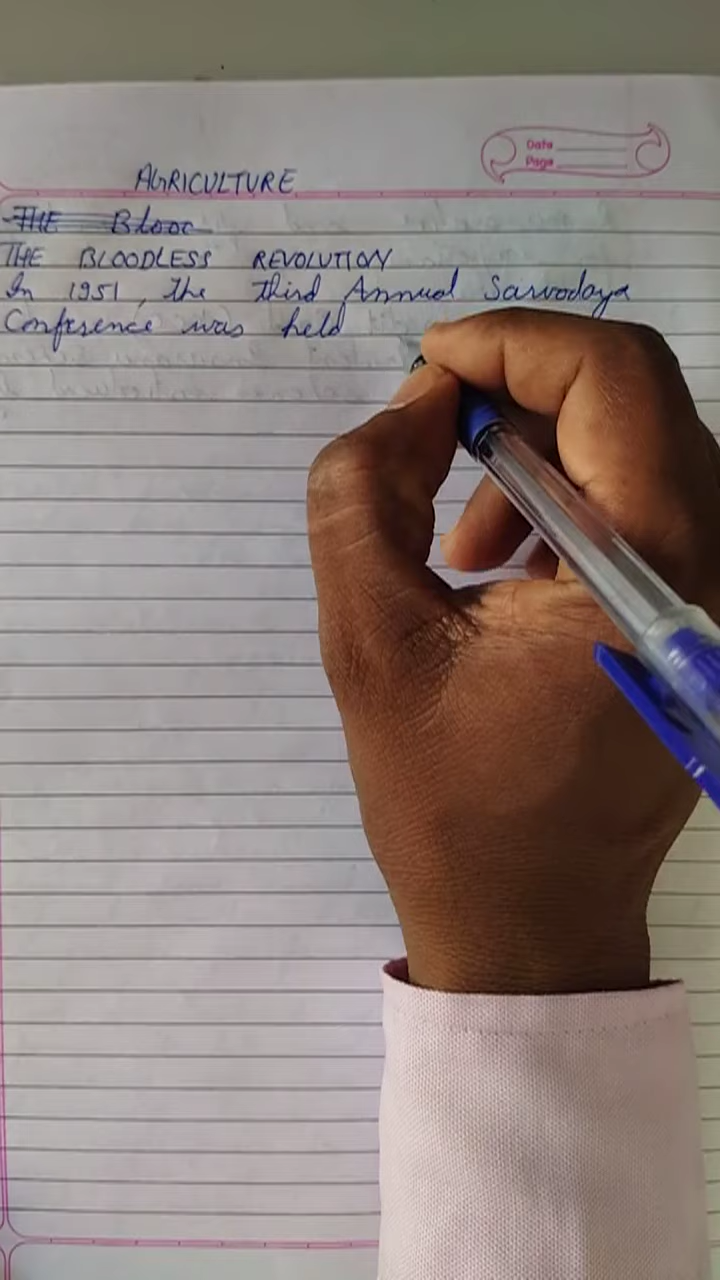 Date
Page
AGRICULTURE
THE Blooc
THE BLOODLESS REVOLUTION
In 1951, the third Annual Sarvodaya
Conference was held